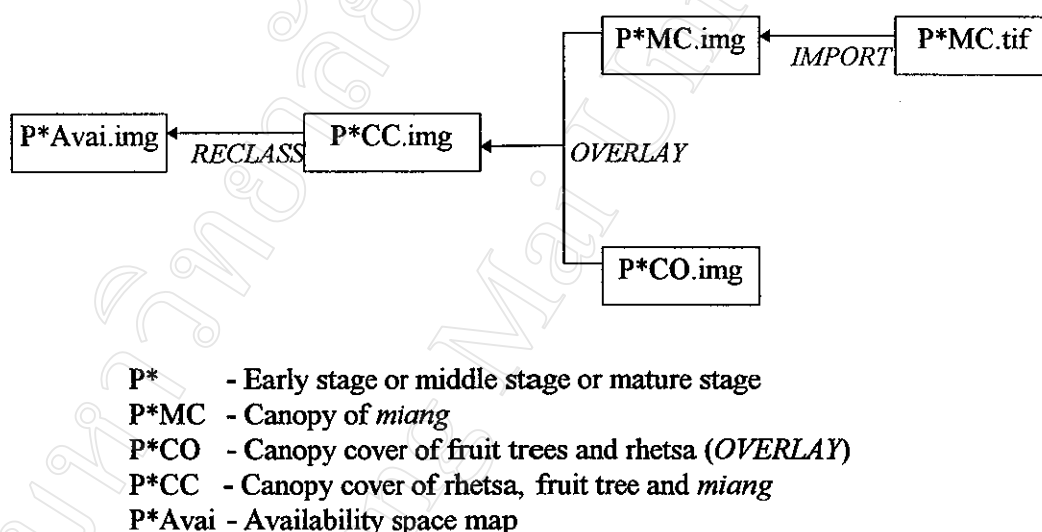 P*MC.img
P*MC.tif
IMPORT
P*Avai.img
RECLASS
P*CC.img
OVERLAY
P*CO.img
P* - Early stage or middle stage or mature stage
P*MC - Canopy of miang
P*CO - Canopy cover of fruit trees and rhetsa (OVERLAY)
P*CC - Canopy cover of rhetsa, fruit tree and miang
P*Avai - Availability space map